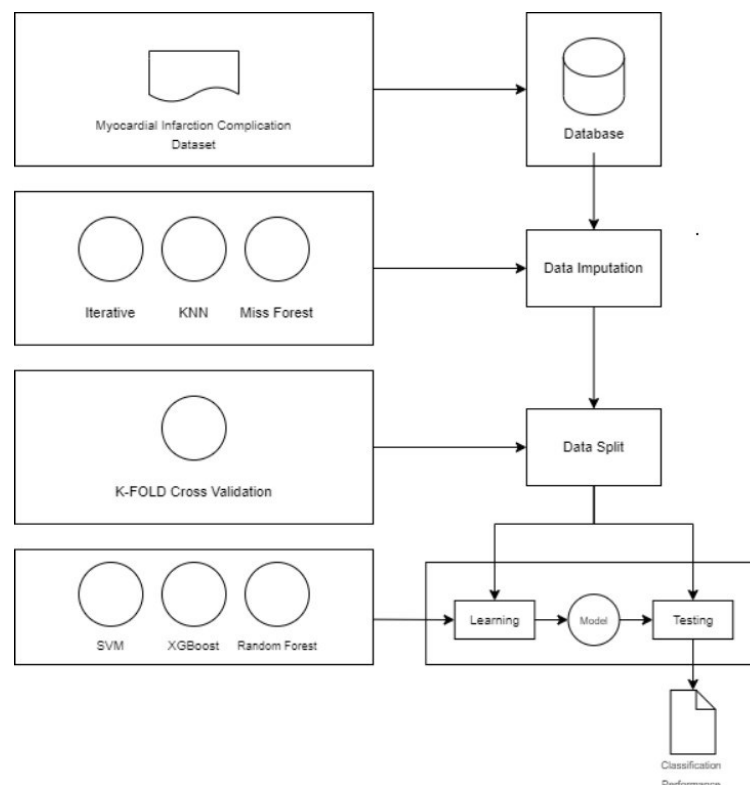 Myocardial Infarction Complication
Dataset
Database
Iterative
KNN
Miss Forest
Data Imputation
K-FOLD Cross Validation
Data Split
SVM
XGBoost
Random Forest
Learning
Model
Testing
Classification
Performance